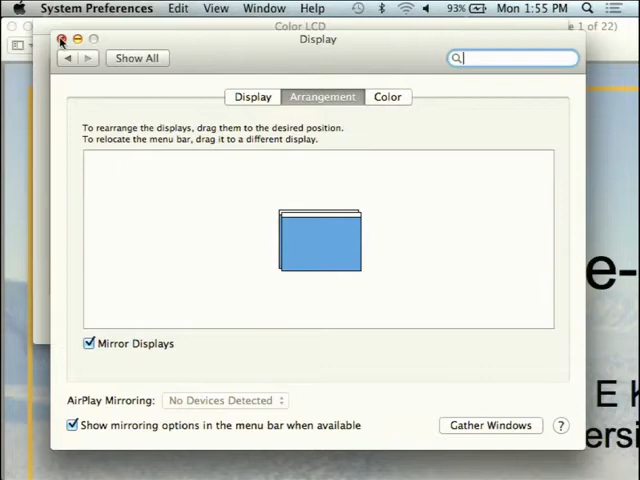 System Preferences Edit View Window Help 93% Mon 1:55 PM
Color LCD
e 1 of 22)
Display
Show All
Display Arrangement Color
To rearrange the displays, drag them to the desired position.
To relocate the menu bar, drag it to a different display.
e-
Mirror Displays
E K
AirPlay Mirroring: No Devices Detected
Show mirroring options in the menu bar when available
Gather Windows ?
ersi